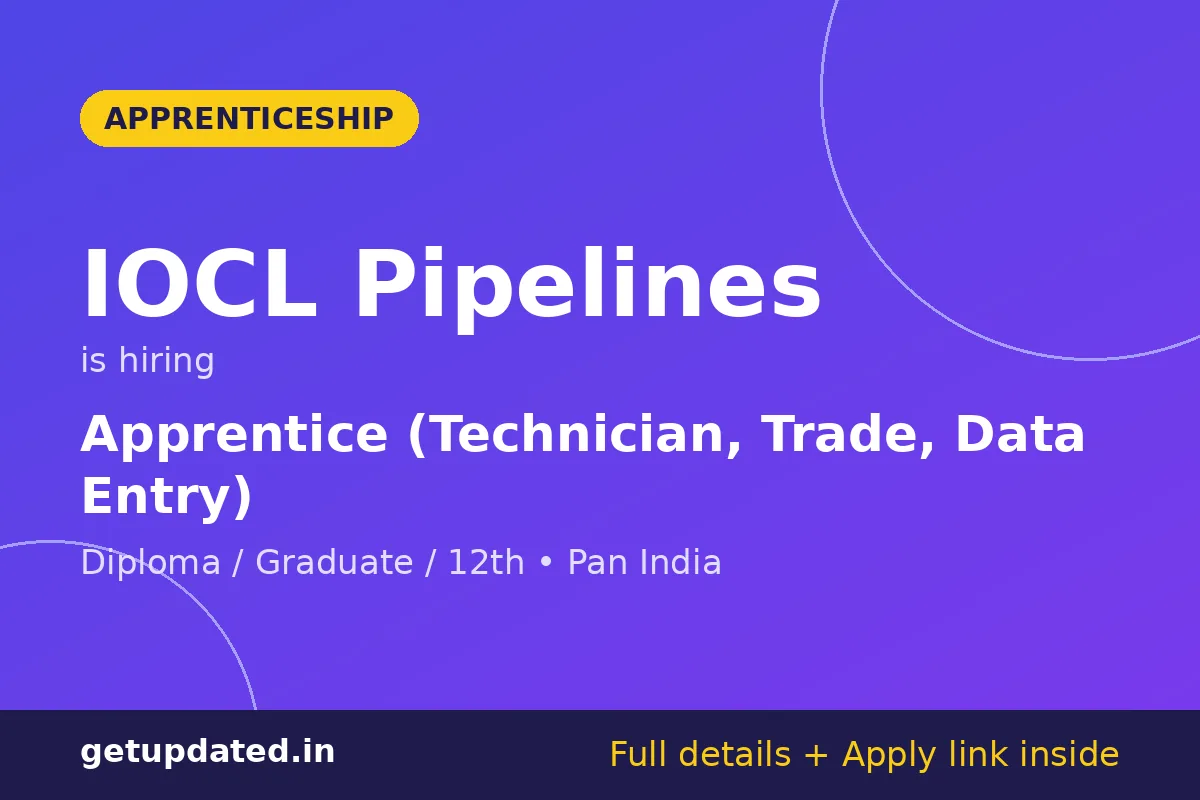 APPRENTICESHIP
IOCL Pipelines
is hiring
Apprentice (Technician, Trade, Data
Entry)
Diploma / Graduate / 12th • Pan India
getupdated.in
Full details + Apply link inside